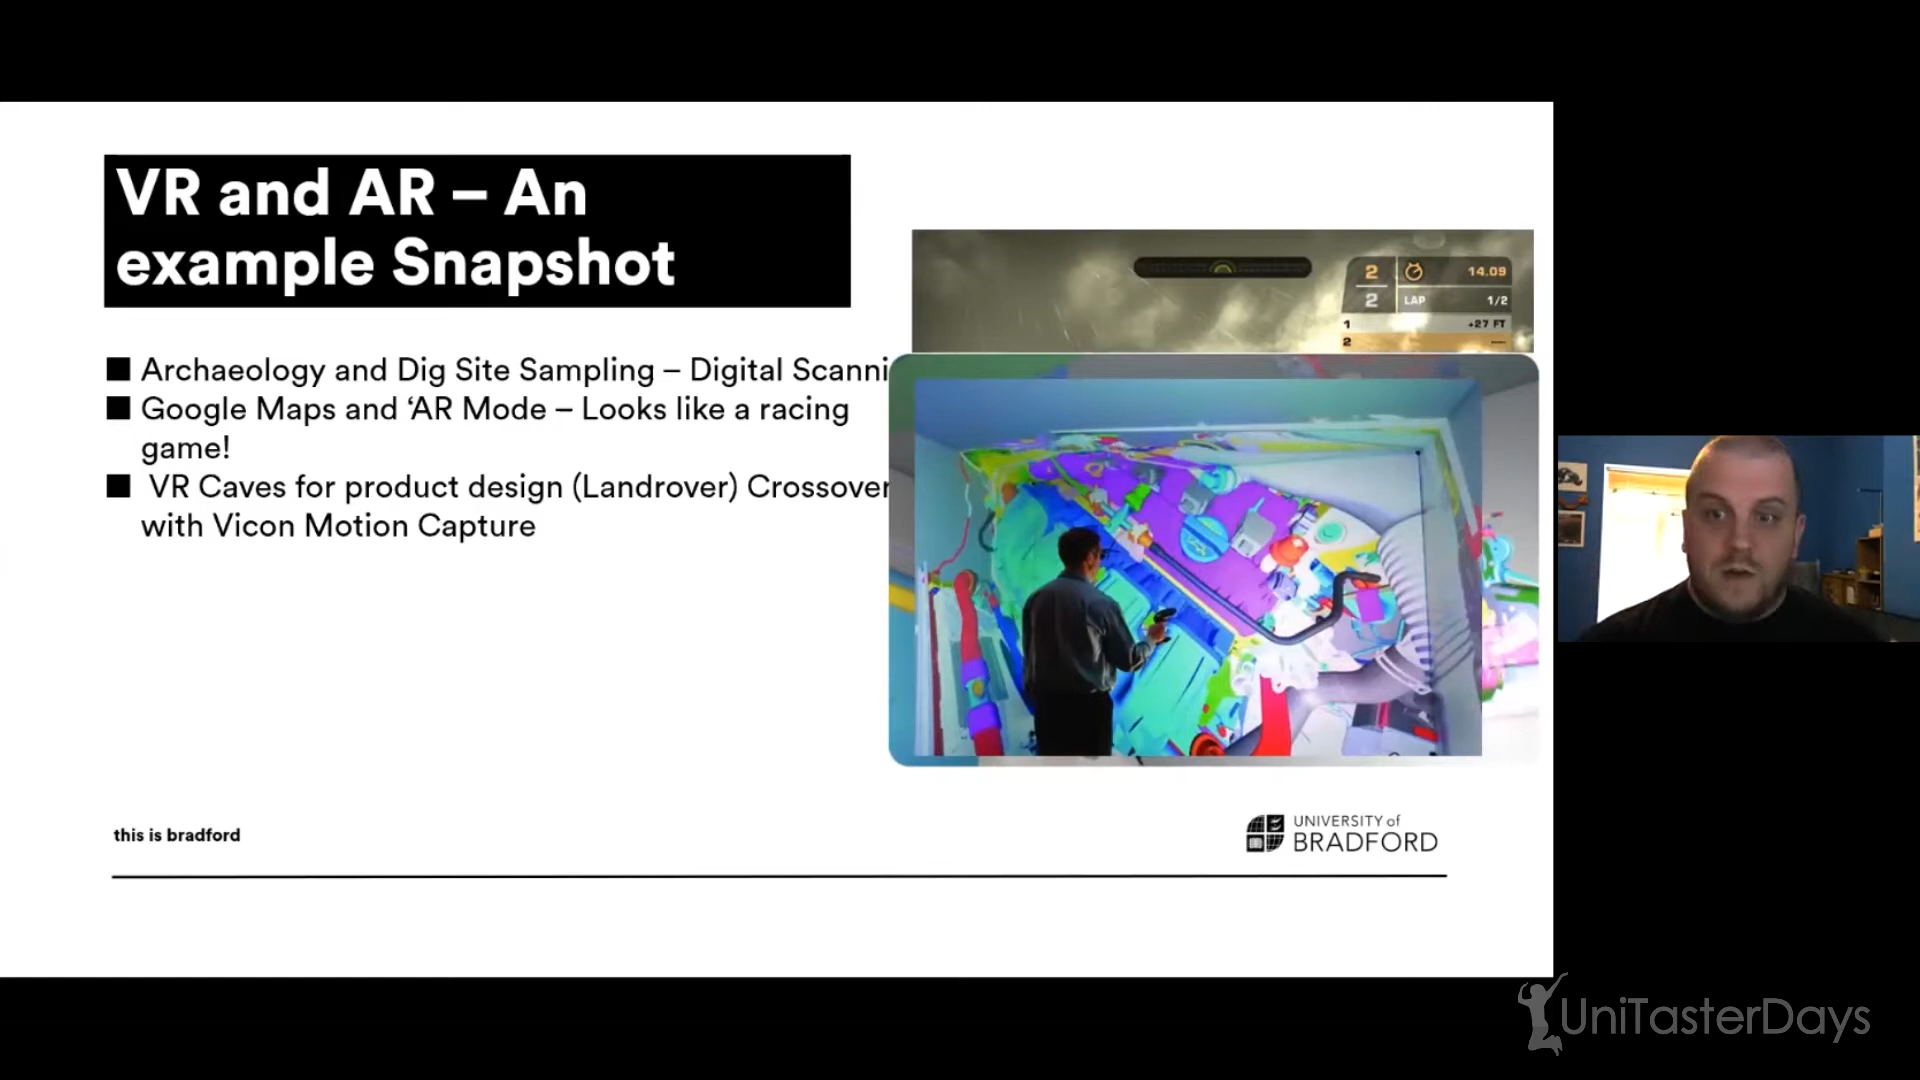 VR and AR – An
example Snapshot
Archaeology and Dig Site Sampling – Digital Scanni
Google Maps and ‘AR Mode – Looks like a racing
game!
VR Caves for product design (Landrover) Crossover
with Vicon Motion Capture
2 14.09
2 LAP 1/2
1 +27 FT
2
this is bradford
UNIVERSITY of
BRADFORD
UniTasterDays